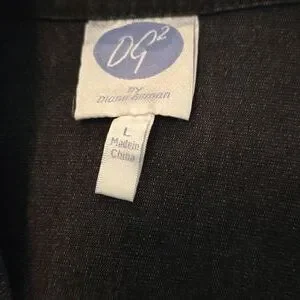 DG²
BY
Diane Gilman
L
Made in
China